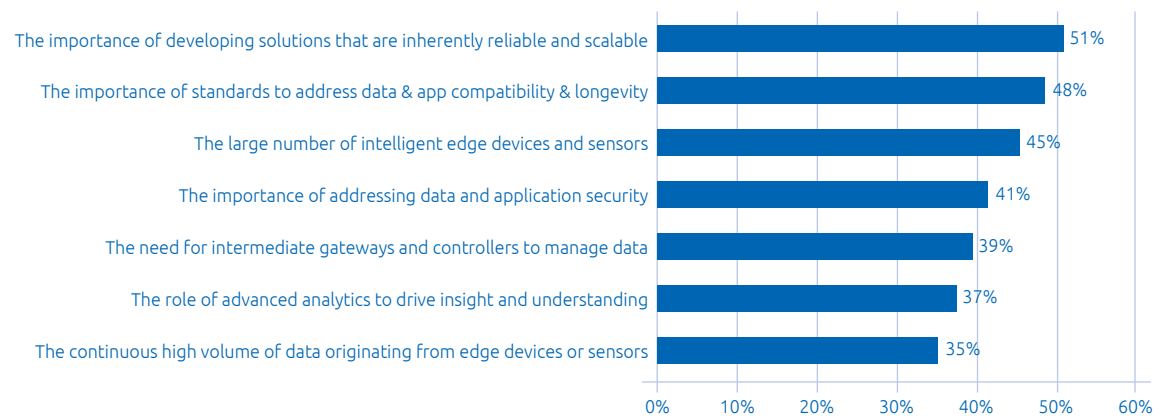 The importance of developing solutions that are inherently reliable and scalable 51%
The importance of standards to address data & app compatibility & longevity 48%
The large number of intelligent edge devices and sensors 45%
The importance of addressing data and application security 41%
The need for intermediate gateways and controllers to manage data 39%
The role of advanced analytics to drive insight and understanding 37%
The continuous high volume of data originating from edge devices or sensors 35%
0% 10% 20% 30% 40% 50% 60%